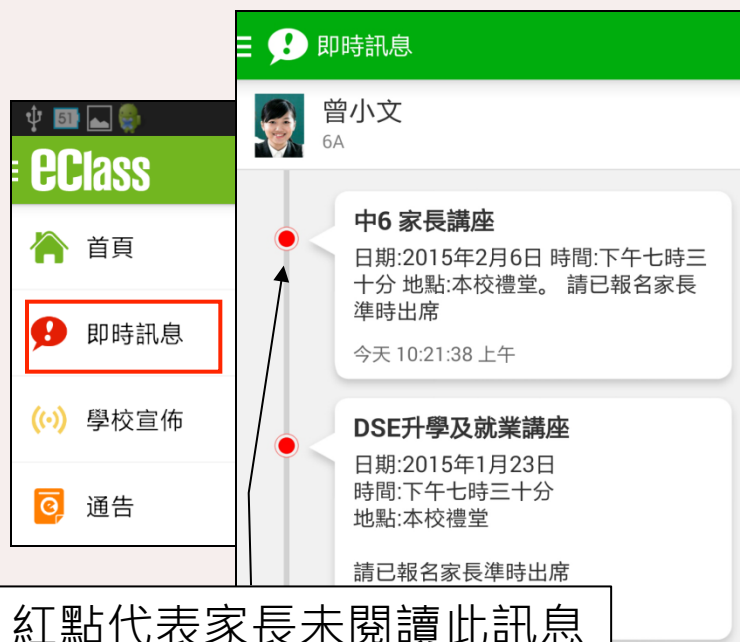 51
eClass
首頁
即時訊息
學校宣佈
通告
即時訊息
曾小文
6A
中6 家長講座
日期:2015年2月6日 時間:下午七時三
十分 地點:本校禮堂。 請已報名家長
準時出席
今天 10:21:38 上午
DSE升學及就業講座
日期:2015年1月23日
時間:下午七時三十分
地點:本校禮堂
請已報名家長準時出席
紅點代表家長未閱讀此訊息